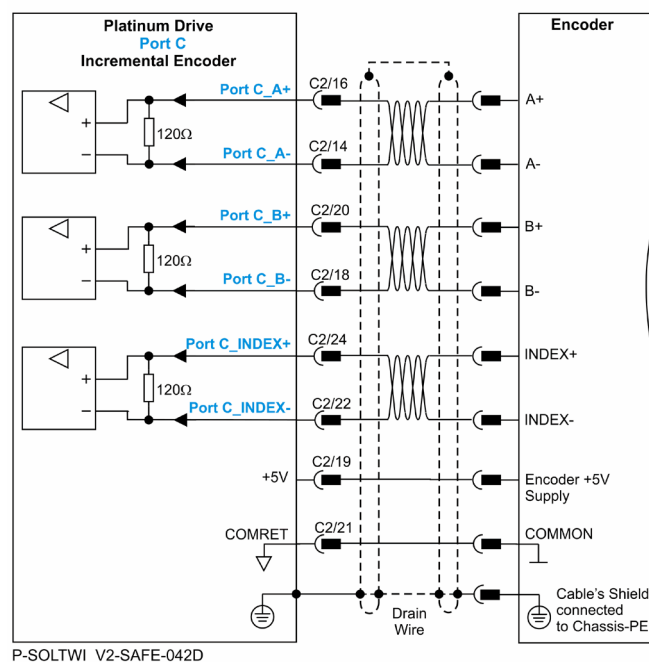 Platinum Drive
Port C
Incremental Encoder
Encoder
Port C_A+
C2/16
A+
+
120Ω
−
Port C_A-
C2/14
A-
Port C_B+
C2/20
B+
+
120Ω
−
Port C_B-
C2/18
B-
Port C_INDEX+
C2/24
INDEX+
+
120Ω
−
Port C_INDEX-
C2/22
INDEX-
+5V
C2/19
Encoder +5V
Supply
COMRET
C2/21
COMMON
Drain
Wire
Cable's Shield
connected
to Chassis-PE
P-SOLTWI V2-SAFE-042D